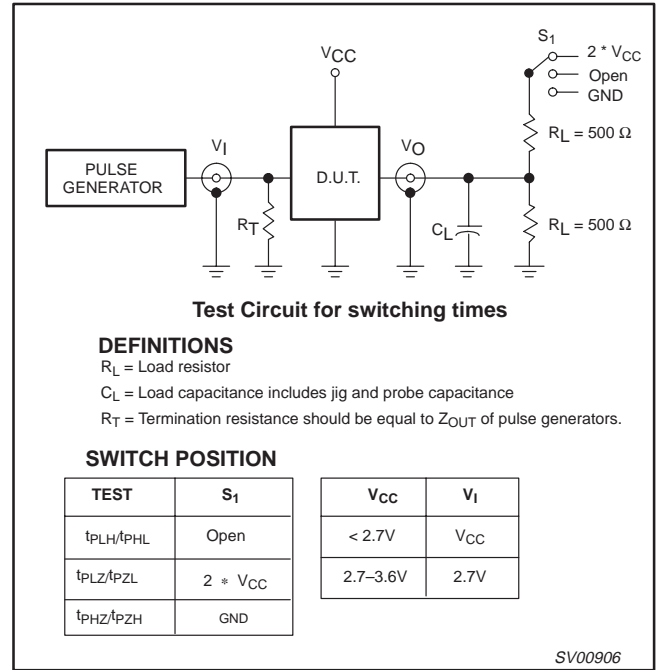 S1
2 * VCC
Open
GND
VCC
RL = 500 Ω
VI
VO
PULSE
GENERATOR
D.U.T.
RT
CL
RL = 500 Ω
Test Circuit for switching times
DEFINITIONS
RL = Load resistor
CL = Load capacitance includes jig and probe capacitance
RT = Termination resistance should be equal to ZOUT of pulse generators.
SWITCH POSITION
TEST S1
tPLH/tPHL Open
tPLZ/tPZL 2 * VCC
tPHZ/tPZH GND
VCC VI
< 2.7V VCC
2.7–3.6V 2.7V
SV00906